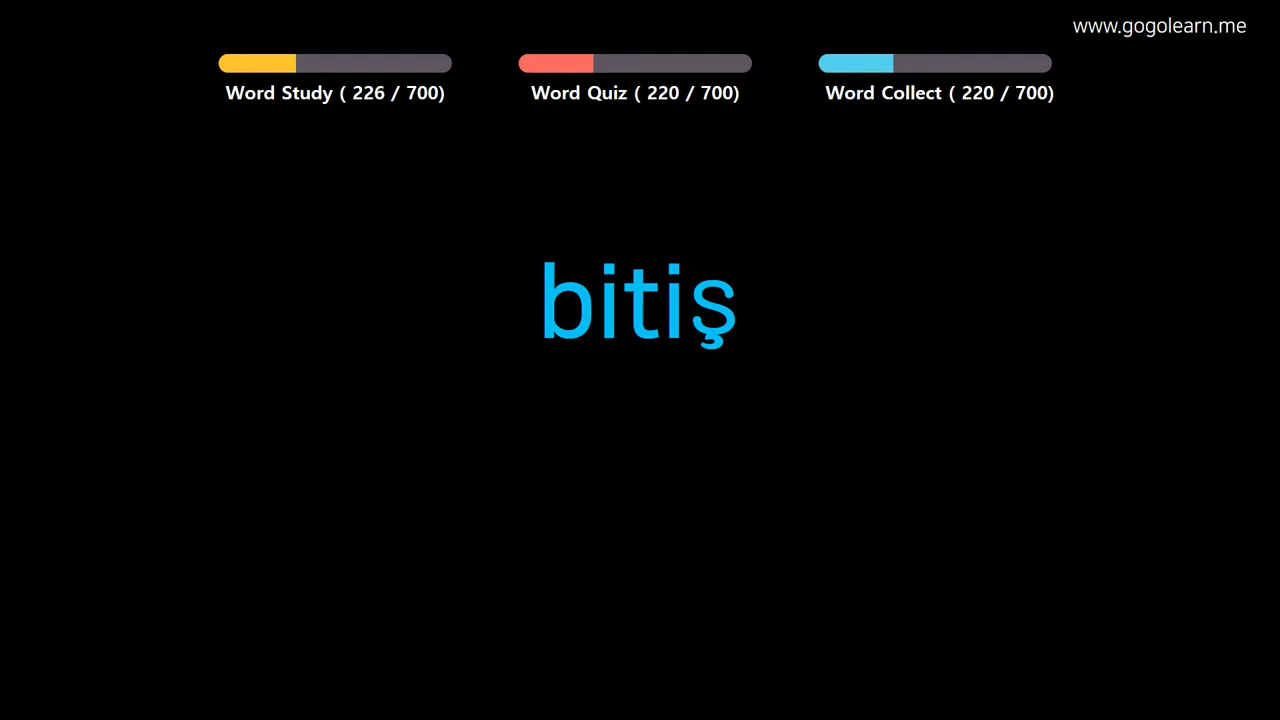 www.gogolearn.me
Word Study ( 226 / 700)
Word Quiz ( 220 / 700)
Word Collect ( 220 / 700)
bitiş